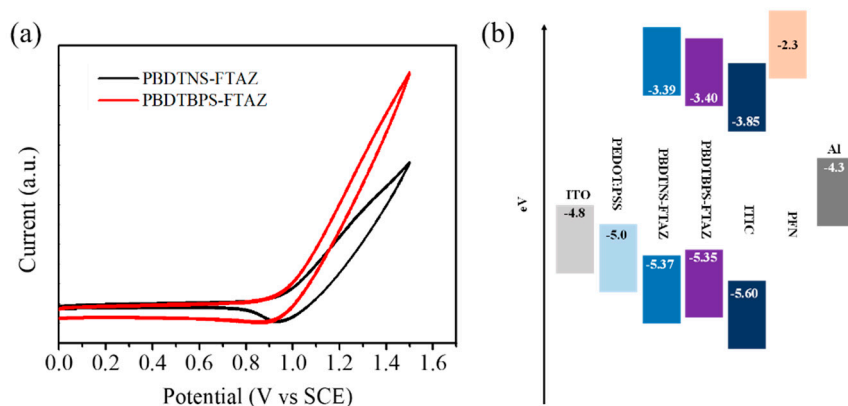 (a)
PBDTNS-FTAZ
PBDTBPS-FTAZ
Current (a.u.)
0.0 0.2 0.4 0.6 0.8 1.0 1.2 1.4 1.6
Potential (V vs SCE)
(b)
eV
ITO
-4.8
PEDOT:PSS
-5.0
-3.39
PBDTNS-FTAZ
-5.37
-3.40
PBDTBPS-FTAZ
-5.35
-3.85
ITIC
-5.60
-2.3
PFN
Al
-4.3